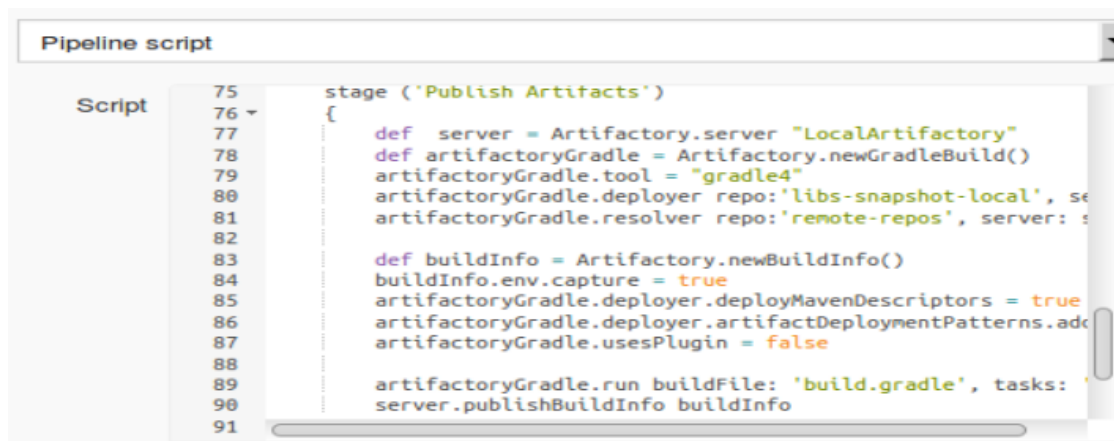 Pipeline script
Script
75 stage ('Publish Artifacts')
76 {
77 def server = Artifactory.server "LocalArtifactory"
78 def artifactoryGradle = Artifactory.newGradleBuild()
79 artifactoryGradle.tool = "gradle4"
80 artifactoryGradle.deployer repo:'libs-snapshot-local', se
81 artifactoryGradle.resolver repo:'remote-repos', server: s
82
83 def buildInfo = Artifactory.newBuildInfo()
84 buildInfo.env.capture = true
85 artifactoryGradle.deployer.deployMavenDescriptors = true
86 artifactoryGradle.deployer.artifactDeploymentPatterns.add
87 artifactoryGradle.usesPlugin = false
88
89 artifactoryGradle.run buildFile: 'build.gradle', tasks: '
90 server.publishBuildInfo buildInfo
91